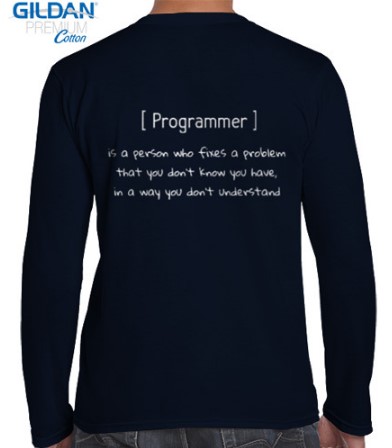 GILDAN
PREMIUM
Cotton
[ Programmer ]
is a person who fixes a problem
that you don't know you have,
in a way you don't understand